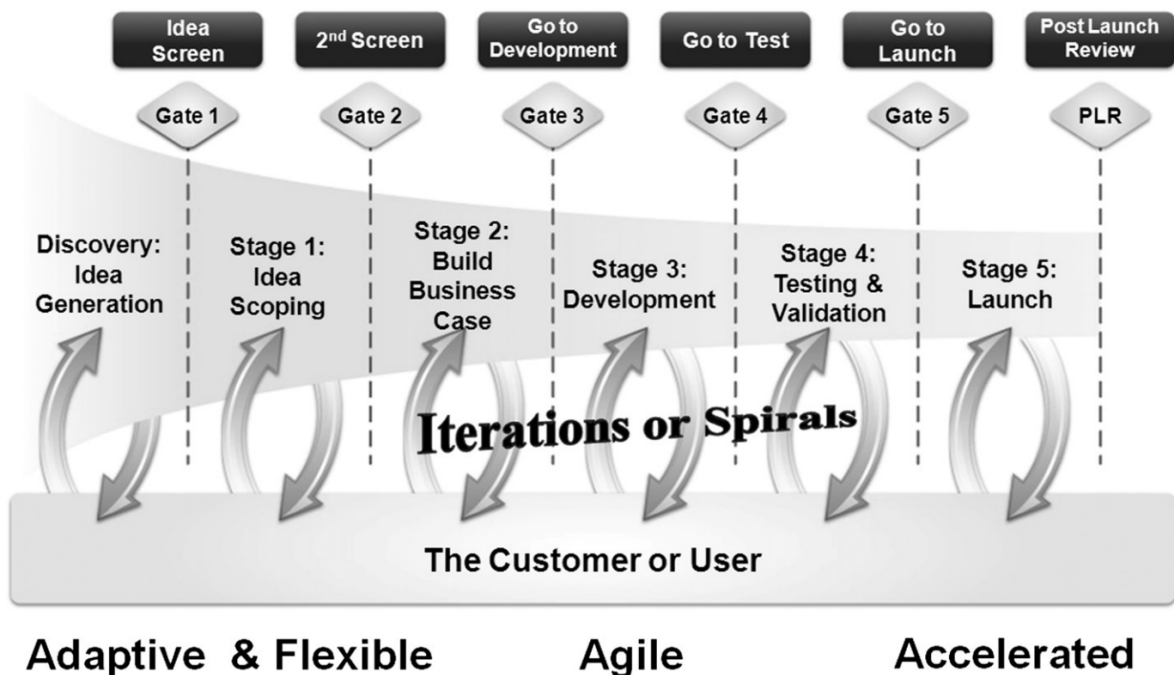 Idea
Screen
2nd Screen
Go to
Development
Go to Test
Go to
Launch
Post Launch
Review
Gate 1
Gate 2
Gate 3
Gate 4
Gate 5
PLR
Discovery:
Idea
Generation
Stage 1:
Idea
Scoping
Stage 2:
Build
Business
Case
Stage 3:
Development
Stage 4:
Testing &
Validation
Stage 5:
Launch
Iterations or Spirals
The Customer or User
Adaptive & Flexible
Agile
Accelerated